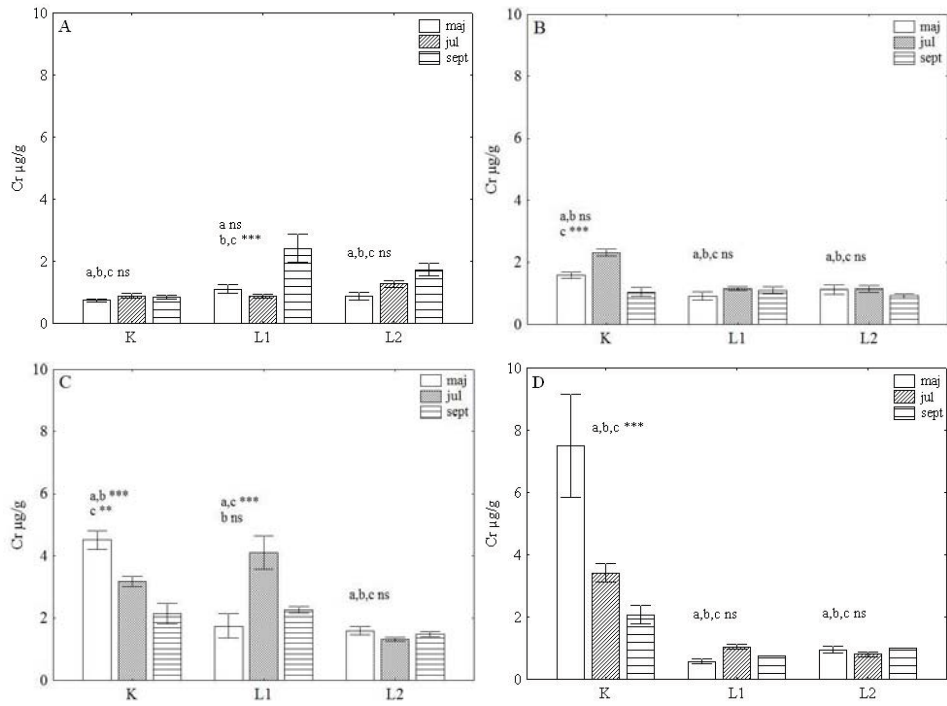 A
10
8
6
4
2
0
Cr µg/g
maj
jul
sept
a,b,c ns
a ns
b,c ***
a,b,c ns
K
L1
L2
B
10
8
6
4
2
0
Cr µg/g
maj
jul
sept
a,b ns
c ***
a,b,c ns
a,b,c ns
K
L1
L2
C
10
8
6
4
2
0
Cr µg/g
maj
jul
sept
a,b ***
c **
a,c ***
b ns
a,b,c ns
K
L1
L2
D
10
8
6
4
2
0
Cr µg/g
maj
jul
sept
a,b,c ***
a,b,c ns
a,b,c ns
K
L1
L2